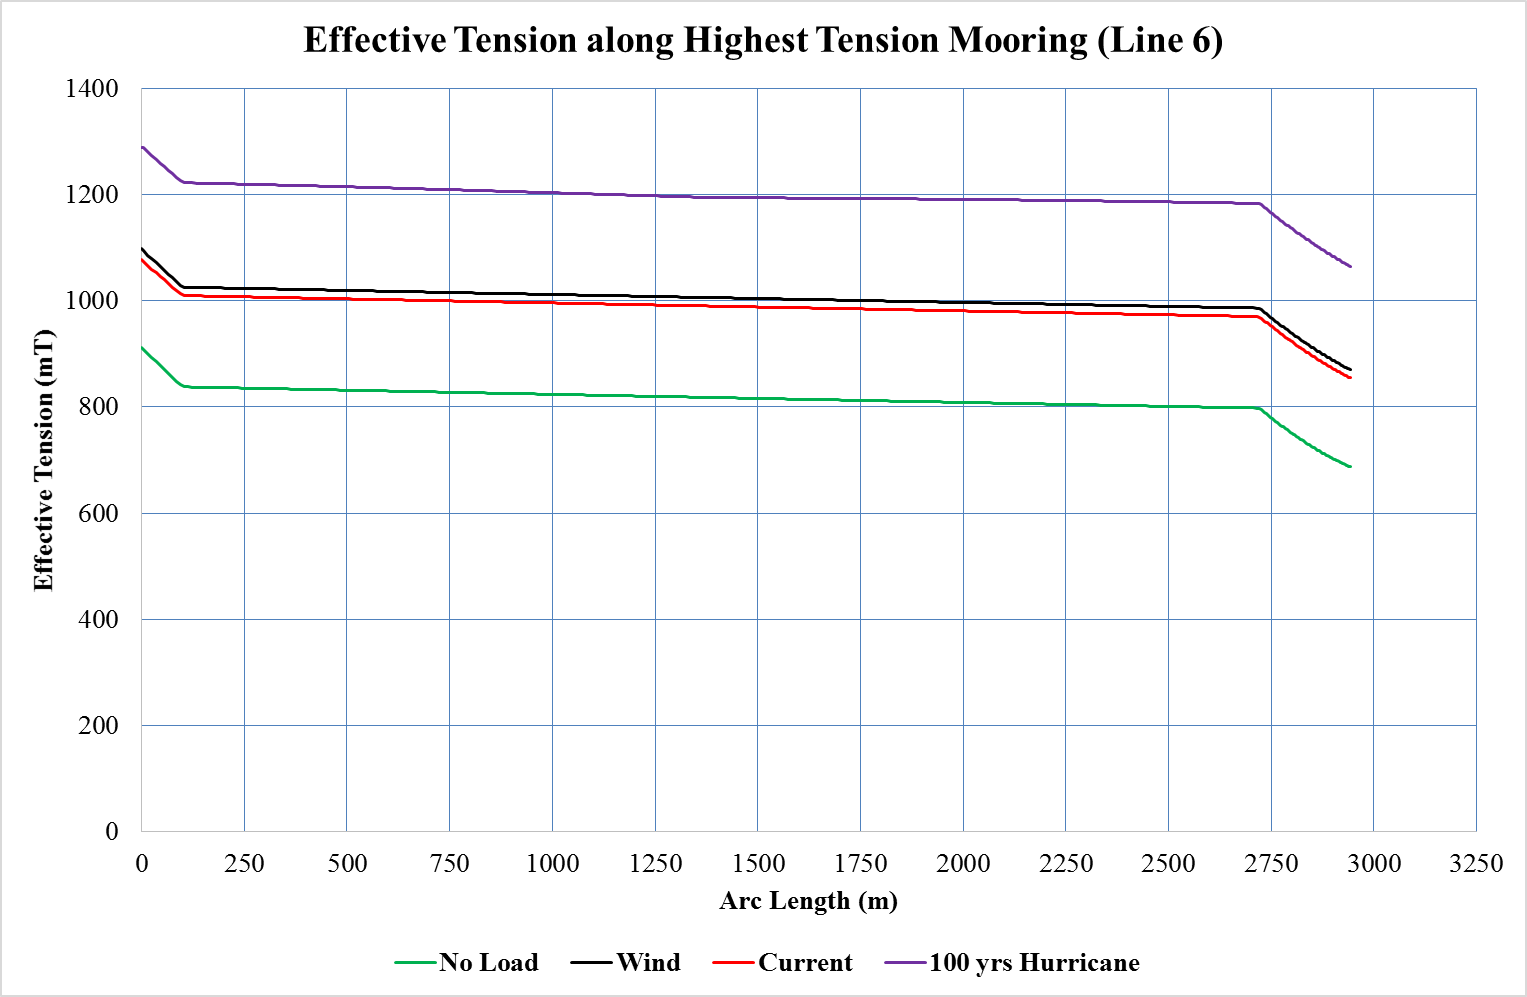 Effective Tension along Highest Tension Mooring (Line 6)
1400
1200
1000
800
600
400
200
0
Effective Tension (mT)
0 250 500 750 1000 1250 1500 1750 2000 2250 2500 2750 3000 3250
Arc Length (m)
No Load Wind Current 100 yrs Hurricane